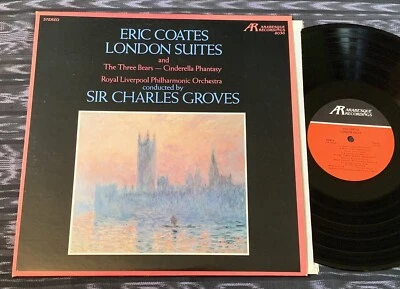 STEREO
AR
ARABESQUE
RECORDINGS
ERIC COATES
LONDON SUITES
and
The Three Bears — Cinderella Phantasy
Royal Liverpool Philharmonic Orchestra
conducted by
SIR CHARLES GROVES
AR
ARABESQUE
RECORDINGS